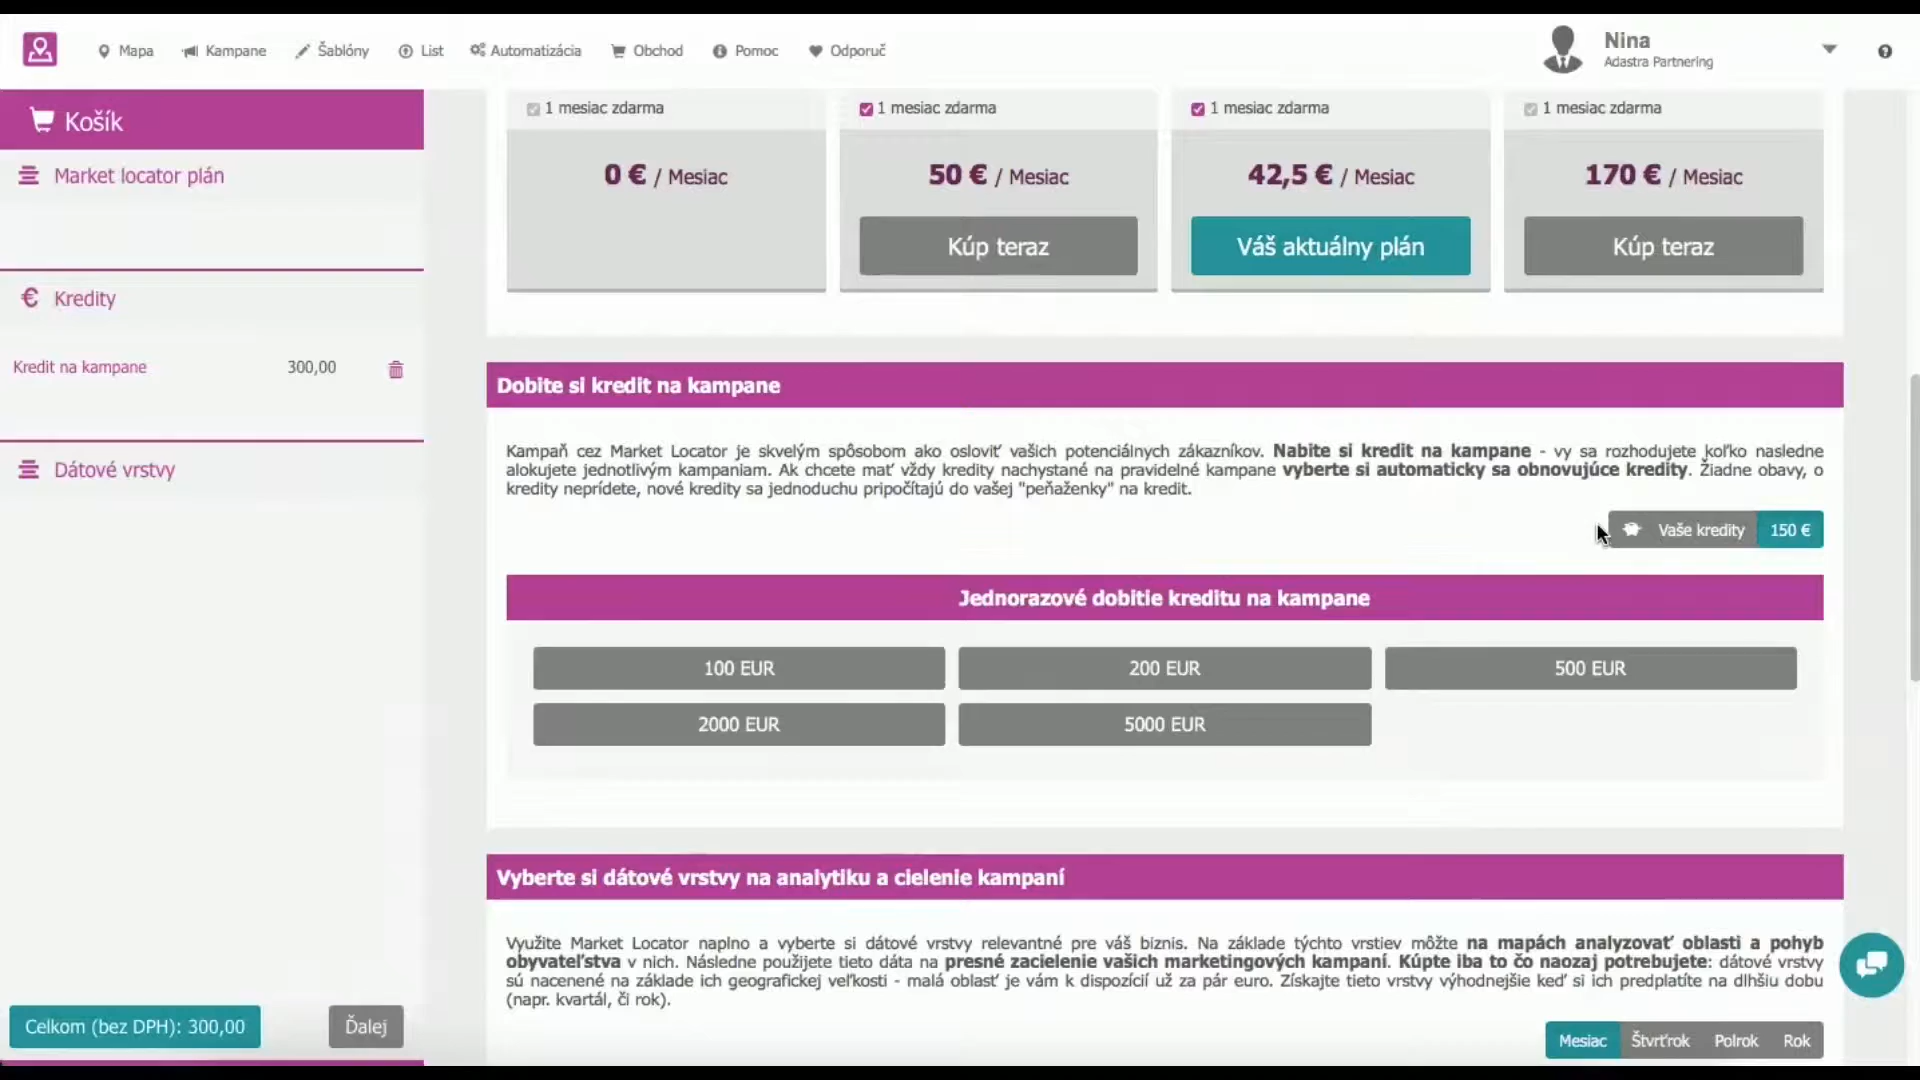 Mapa
Kampane
Šablóny
List
Automatizácia
Obchod
Pomoc
Odporuč
Nina
Adastra Partnering
Košík
Market locator plán
Kredity
Kredit na kampane 300,00
Dátové vrstvy
Celkom (bez DPH): 300,00
Ďalej
1 mesiac zdarma
1 mesiac zdarma
1 mesiac zdarma
1 mesiac zdarma
0 € / Mesiac
50 € / Mesiac
42,5 € / Mesiac
170 € / Mesiac
Kúp teraz
Váš aktuálny plán
Kúp teraz
Dobite si kredit na kampane
Kampaň cez Market Locator je skvelým spôsobom ako osloviť vašich potenciálnych zákazníkov. Nabite si kredit na kampane - vy sa rozhodujete koľko nasledne
alokujete jednotlivým kampaniam. Ak chcete mať vždy kredity nachystané na pravidelné kampane vyberte si automaticky sa obnovujúce kredity. Žiadne obavy, o
kredity neprídete, nové kredity sa jednoduchu pripočítajú do vašej "peňaženky" na kredit.
Vaše kredity 150 €
Jednorazové dobitie kreditu na kampane
100 EUR
200 EUR
500 EUR
2000 EUR
5000 EUR
Vyberte si dátové vrstvy na analytiku a cielenie kampaní
Využite Market Locator naplno a vyberte si dátové vrstvy relevantné pre váš biznis. Na základe týchto vrstiev môžte na mapách analyzovať oblasti a pohyb
obyvateľstva v nich. Následne použijete tieto dáta na presné zacielenie vašich marketingových kampaní. Kúpte iba to čo naozaj potrebujete: dátové vrstvy
sú nacenené na základe ich geografickej veľkosti - malá oblasť je vám k dispozícií už za pár euro. Získajte tieto vrstvy výhodnejšie keď si ich predplatíte na dlhšiu dobu
(napr. kvartál, či rok).
Mesiac
Štvrťrok
Polrok
Rok